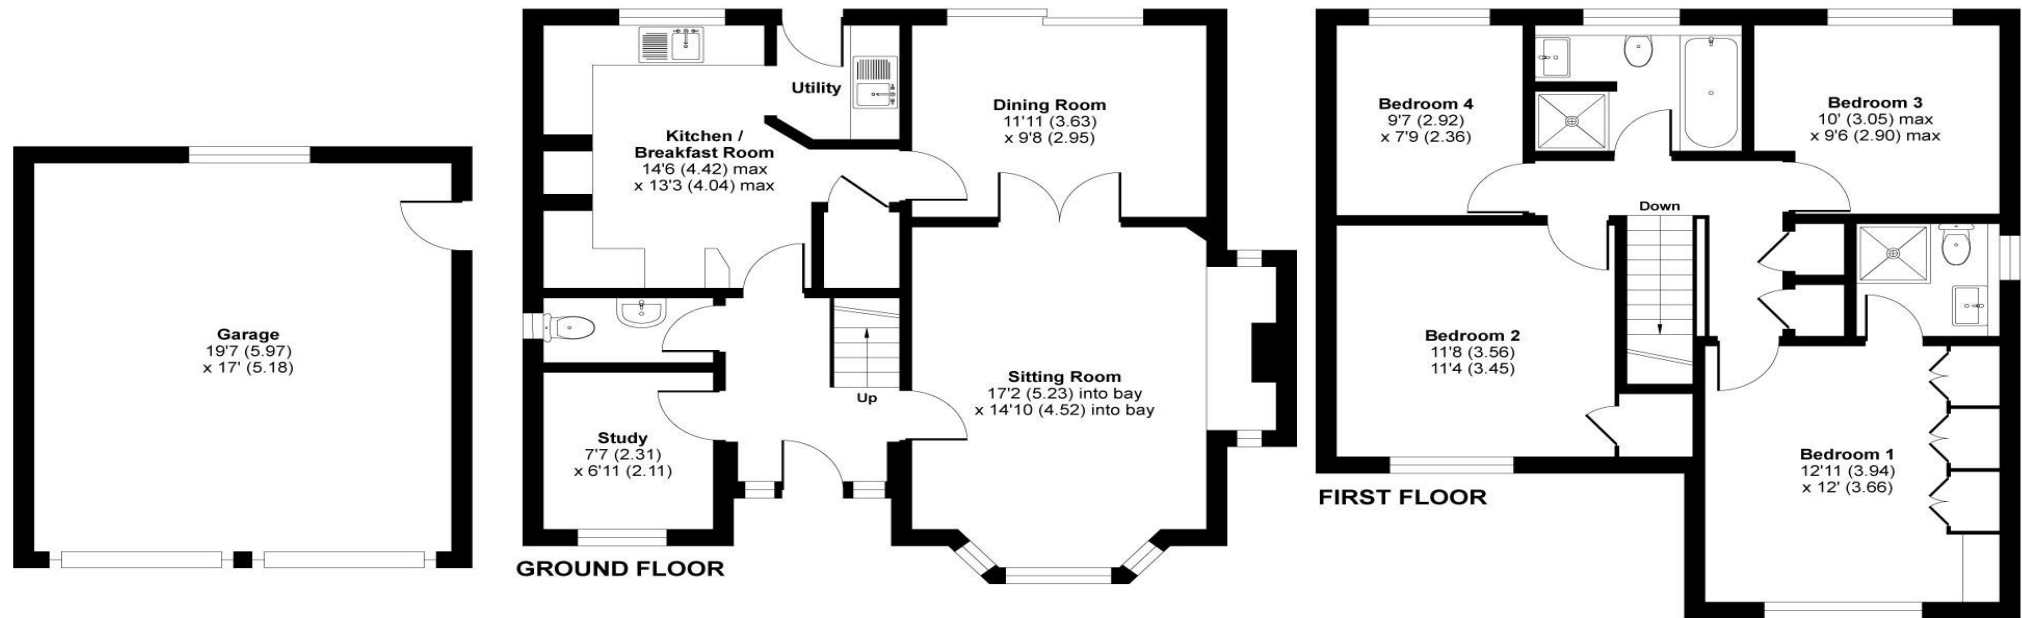 Garage
19'7 (5.97)
x 17' (5.18)
Kitchen /
Breakfast Room
14'6 (4.42) max
x 13'3 (4.04) max
Utility
Dining Room
11'11 (3.63)
x 9'8 (2.95)
Sitting Room
17'2 (5.23) into bay
x 14'10 (4.52) into bay
Up
Study
7'7 (2.31)
x 6'11 (2.11)
GROUND FLOOR
Bedroom 4
9'7 (2.92)
x 7'9 (2.36)
Bedroom 3
10' (3.05) max
x 9'6 (2.90) max
Down
Bedroom 2
11'8 (3.56)
11'4 (3.45)
Bedroom 1
12'11 (3.94)
x 12' (3.66)
FIRST FLOOR